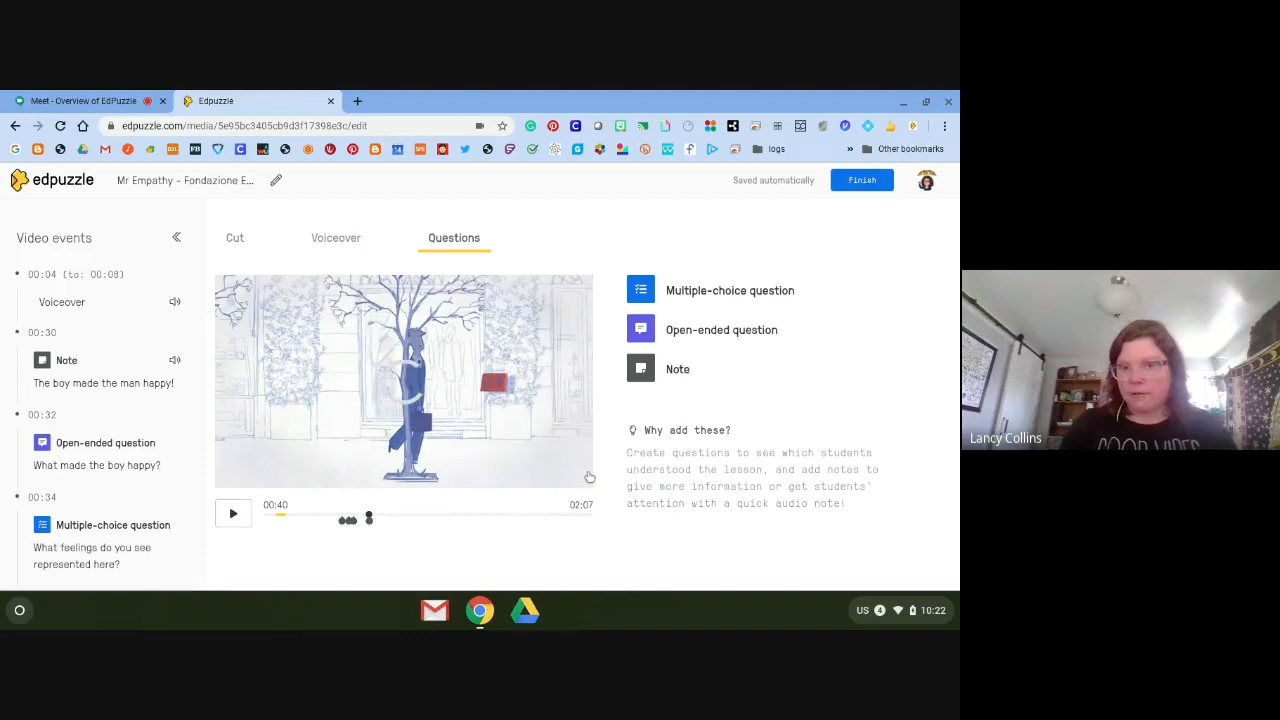 Meet - Overview of EdPuzzle
Edpuzzle
edpuzzle.com/media/5e95bc3405cb9d3f17398e3c/edit
logs
Other bookmarks
edpuzzle
Mr Empathy - Fondazione E...
Saved automatically
Finish
Video events
Cut
Voiceover
Questions
00:04 (to: 00:08)
Voiceover
00:30
Note
The boy made the man happy!
00:32
Open-ended question
What made the boy happy?
00:34
Multiple-choice question
What feelings do you see
represented here?
00:40
02:07
Multiple-choice question
Open-ended question
Note
Why add these?
Create questions to see which students
understood the lesson, and add notes to
give more information or get students'
attention with a quick audio note!
US
4
10:22
Lancy Collins
GOOD VIBES